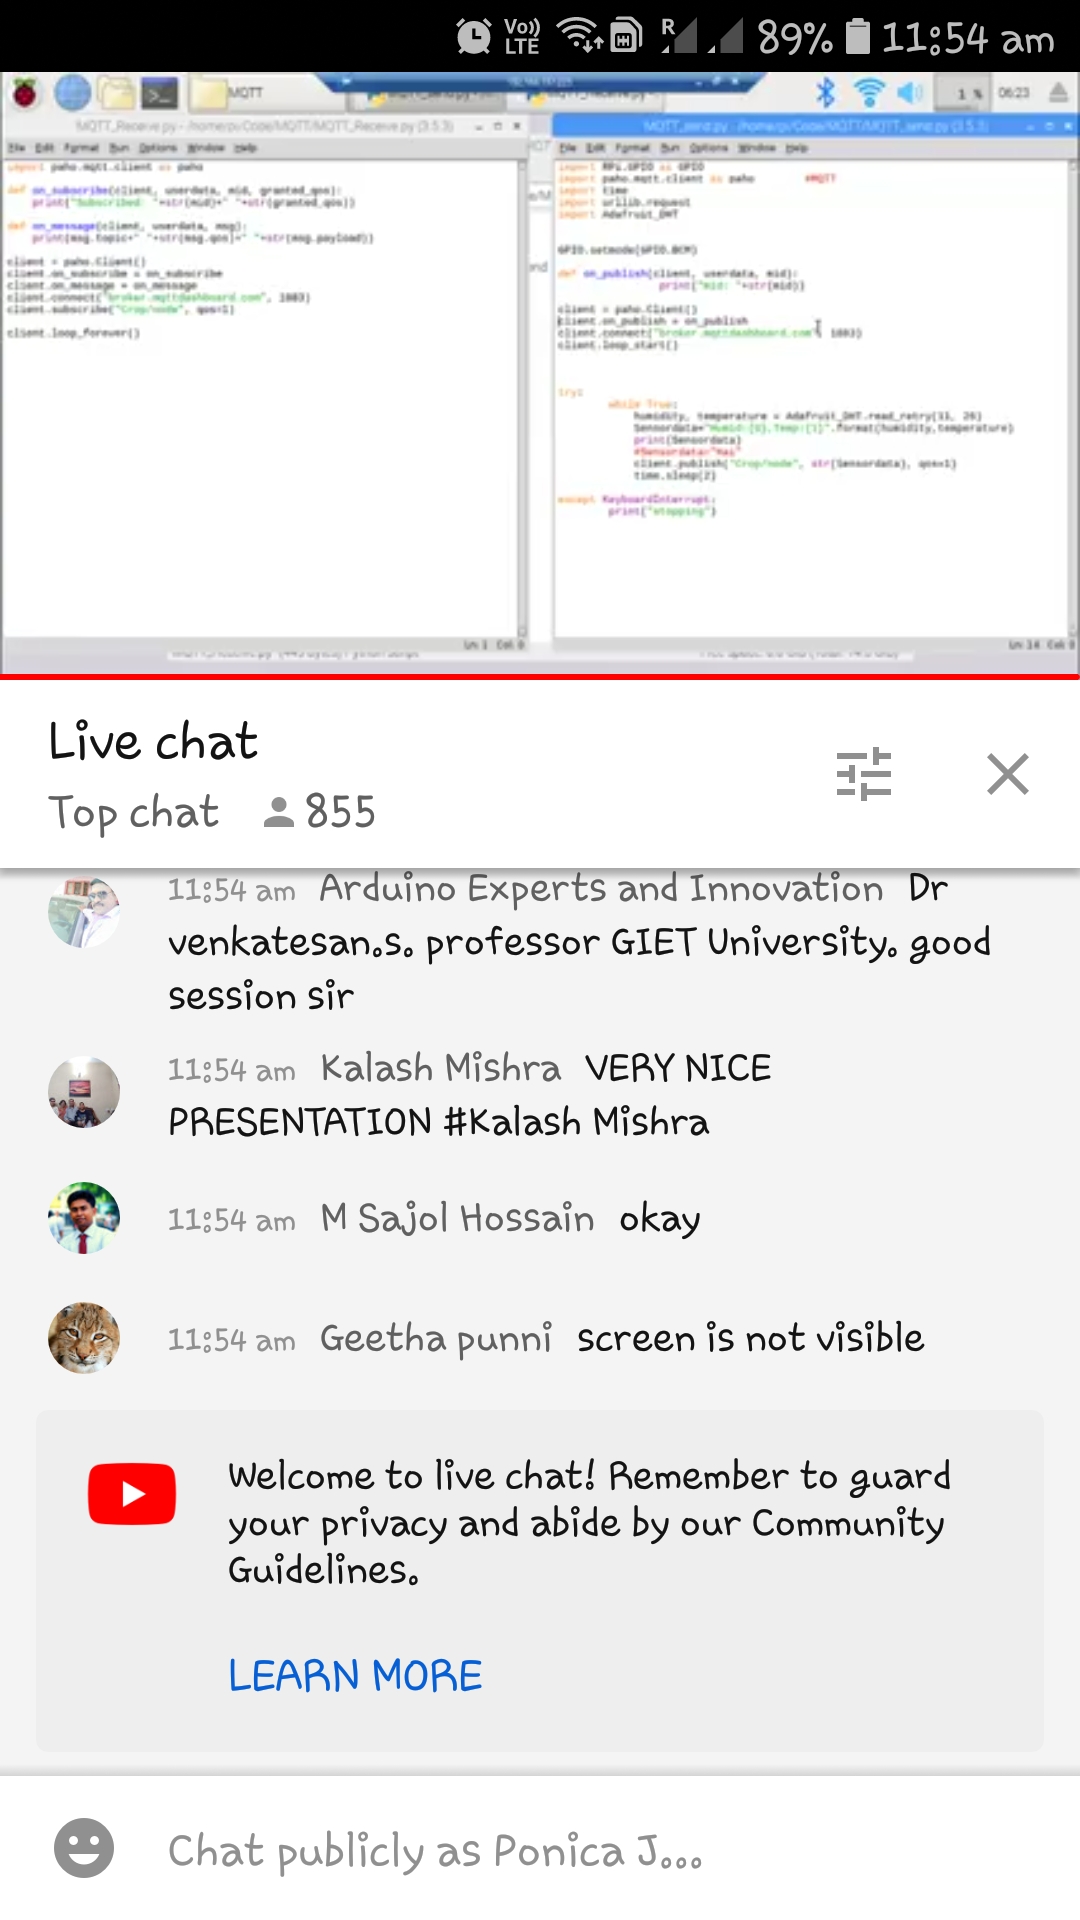 Vo)) LTE R 89% 11:54 am
MQTT
1 % 06:23
MQTT_Receive.py - /home/pi/Code/MQTT/MQTT_Receive.py (3.5.3)
File Edit Format Run Options Window Help
import paho.mqtt.client as paho
def on_subscribe(client, userdata, mid, granted_qos):
print("Subscribed: "+str(mid)+" "+str(granted_qos))
def on_message(client, userdata, msg):
print(msg.topic+" "+str(msg.qos)+" "+str(msg.payload))
client = paho.Client()
client.on_subscribe = on_subscribe
client.on_message = on_message
client.connect("broker.mqttdashboard.com", 1883)
client.subscribe("Crop/node", qos=1)
client.loop_forever()
Ln: 1 Col: 0
MQTT_send.py - /home/pi/Code/MQTT/MQTT_send.py (3.5.3)
File Edit Format Run Options Window Help
import RPi.GPIO as GPIO
import paho.mqtt.client as paho #MQTT
import time
import urllib.request
import Adafruit_DHT
GPIO.setmode(GPIO.BCM)
def on_publish(client, userdata, mid):
print("mid: "+str(mid))
client = paho.Client()
client.on_publish = on_publish
client.connect("broker.mqttdashboard.com", 1883)
client.loop_start()
try:
while True:
humidity, temperature = Adafruit_DHT.read_retry(11, 26)
Sensordata="Humid:{0},Temp:{1}".format(humidity,temperature)
print(Sensordata)
#Sensordata="Hai"
client.publish("Crop/node", str(Sensordata), qos=1)
time.sleep(2)
except KeyboardInterrupt:
print("stopping")
Ln: 14 Col: 0
Live chat
Top chat 855
11:54 am Arduino Experts and Innovation Dr
venkatesan.s. professor GIET University. good
session sir
11:54 am Kalash Mishra VERY NICE
PRESENTATION #Kalash Mishra
11:54 am M Sajol Hossain okay
11:54 am Geetha punni screen is not visible
Welcome to live chat! Remember to guard
your privacy and abide by our Community
Guidelines.
LEARN MORE
Chat publicly as Ponica J...